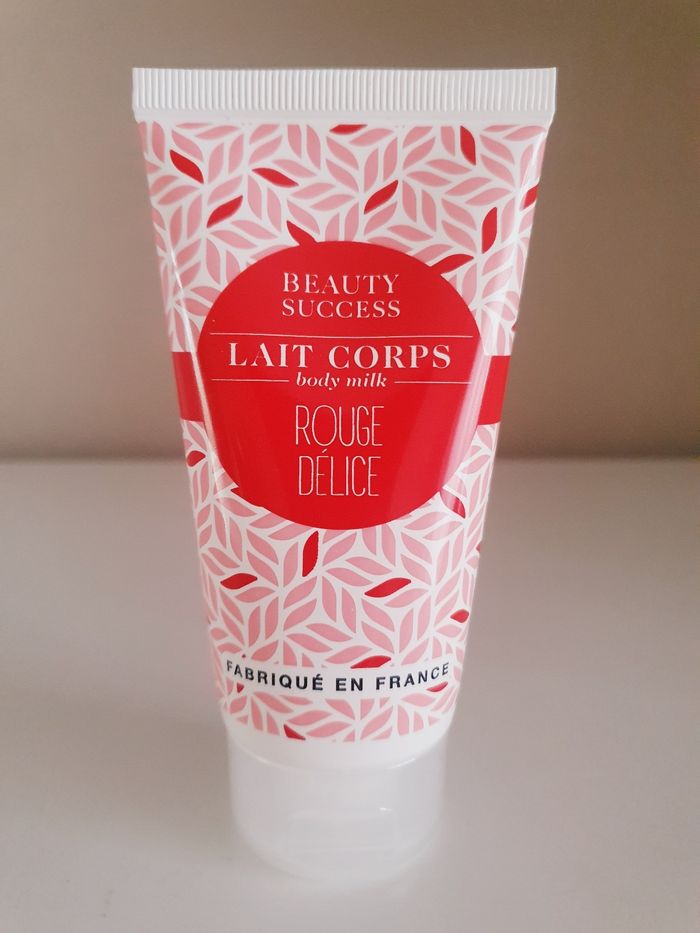 BEAUTY
SUCCESS
LAIT CORPS
body milk
ROUGE
DÉLICE
FABRIQUÉ EN FRANCE